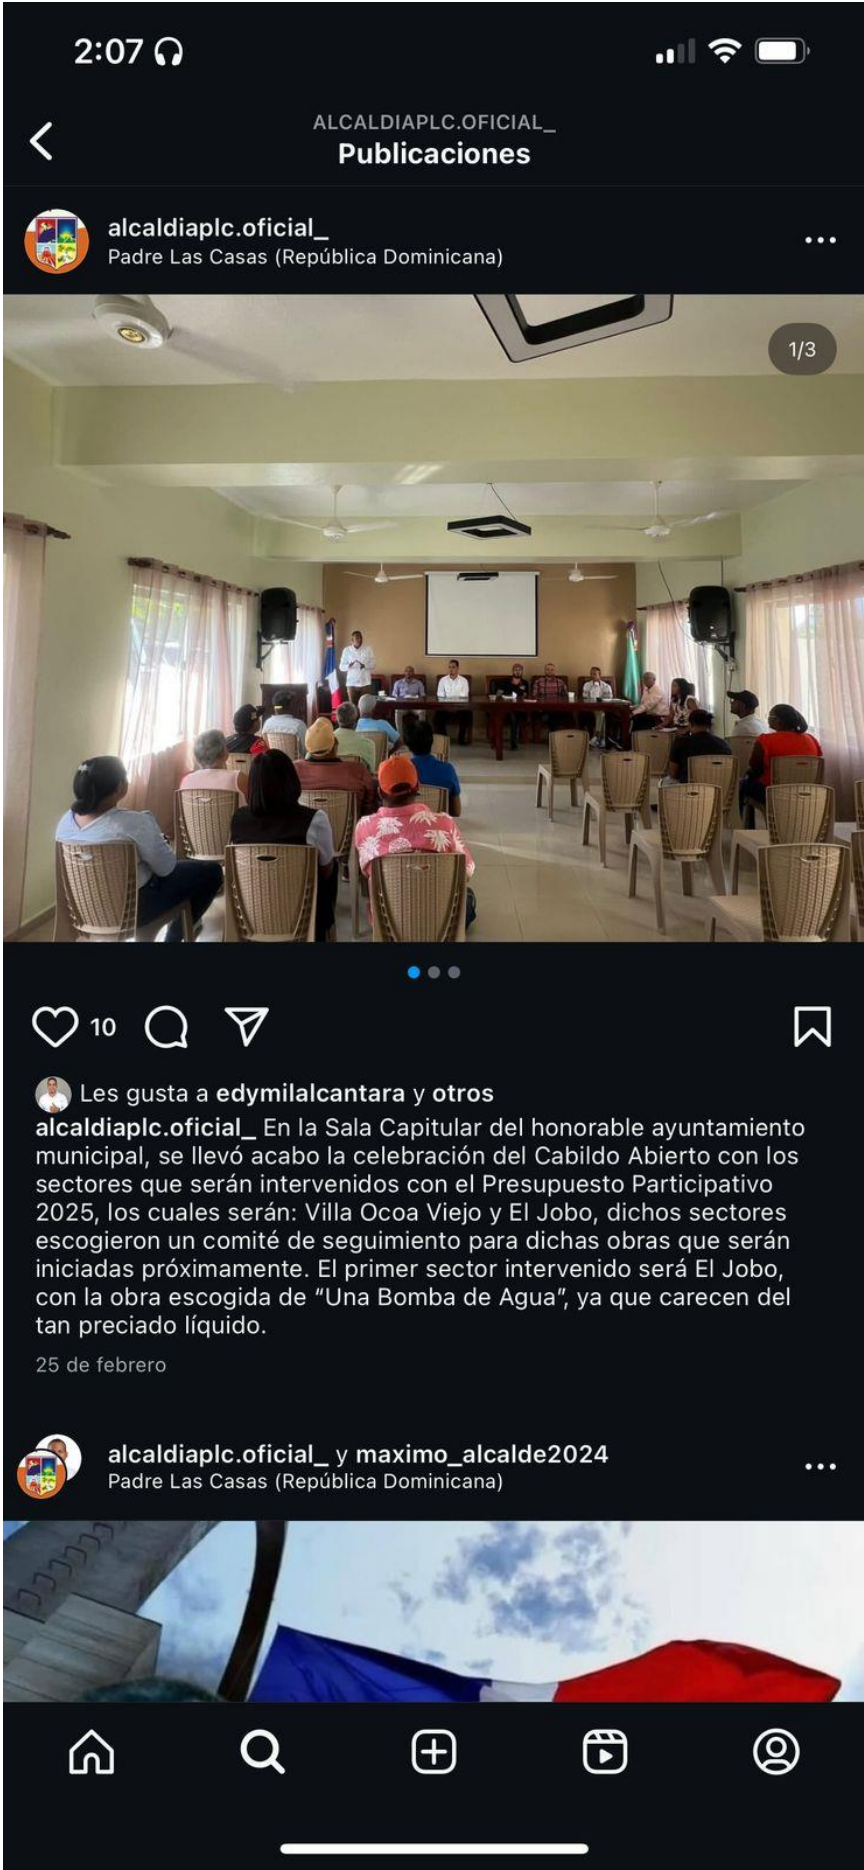 2:07
ALCALDIAPLC.OFICIAL_
Publicaciones
alcaldiaplc.oficial_
Padre Las Casas (República Dominicana)
1/3
10
Les gusta a edymilalcantara y otros
alcaldiaplc.oficial_ En la Sala Capitular del honorable ayuntamiento
municipal, se llevó acabo la celebración del Cabildo Abierto con los
sectores que serán intervenidos con el Presupuesto Participativo
2025, los cuales serán: Villa Ocoa Viejo y El Jobo, dichos sectores
escogieron un comité de seguimiento para dichas obras que serán
iniciadas próximamente. El primer sector intervenido será El Jobo,
con la obra escogida de “Una Bomba de Agua”, ya que carecen del
tan preciado líquido.
25 de febrero
alcaldiaplc.oficial_ y maximo_alcalde2024
Padre Las Casas (República Dominicana)